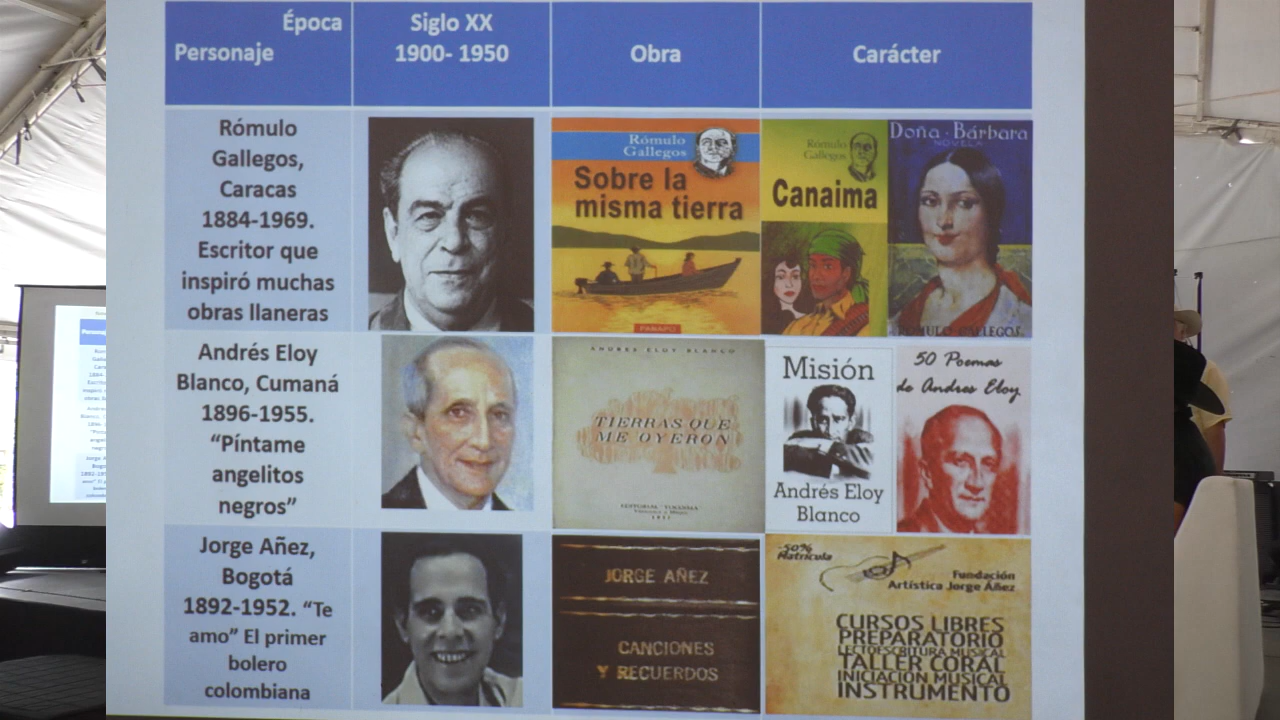 Época
Personaje
Siglo XX
1900- 1950
Obra
Carácter
Rómulo
Gallegos,
Caracas
1884-1969.
Escritor que
inspiró muchas
obras llaneras
Rómulo
Gallegos
Sobre la
misma tierra
PANAPO
Rómulo
Gallegos
Canaima
Doña · Bárbara
NOVELA
ROMULO GALLEGOS
Andrés Eloy
Blanco, Cumaná
1896-1955.
“Píntame
angelitos
negros”
ANDRES ELOY BLANCO
TIERRAS QUE
ME OYERON
Misión
Andrés Eloy
Blanco
50 Poemas
de Andres Eloy
Jorge Añez,
Bogotá
1892-1952. “Te
amo” El primer
bolero
colombiana
JORGE AÑEZ
CANCIONES
Y RECUERDOS
-50%
Matrícula
Fundación
Artística Jorge Áñez
CURSOS LIBRES
PREPARATORIO
LECTOESCRITURA MUSICAL
TALLER CORAL
INICIACIÓN MUSICAL
INSTRUMENTO